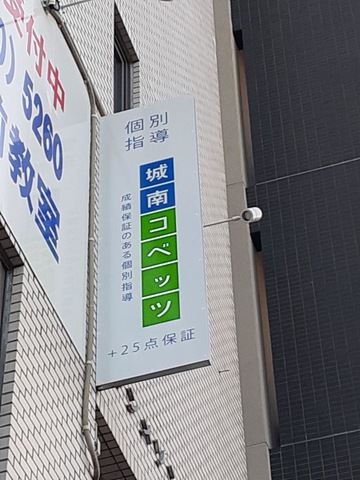 受付中
5260
教室
個別
指導
城南コベッツ
成績保証のある個別指導
+25点保証